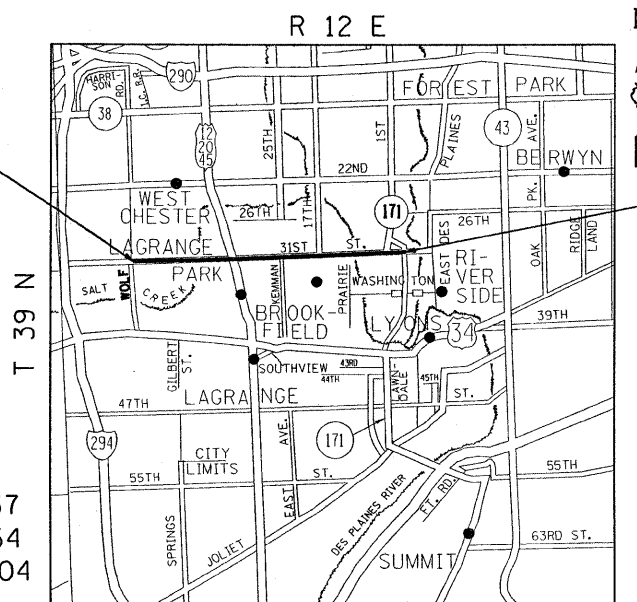 R 12 E
HARRI-
SON
RD.
I.C. R.R.
290
FOREST PARK
38
12
20
45
25TH
1ST
PLAINES
43
AVE.
BERWYN
22ND
WEST
CHESTER
26TH
17TH
171
26TH
PK.
LAGRANGE
31ST ST.
DES
RI-
VER
SIDE
EAST
OAK
RIDGE
LAND
PARK
SALT
WOLF
CREEK
KEMMAN
PRAIRIE
WASHINGTON
BROOK-
FIELD
LYONS
34
39TH
T 39 N
GILBERT
ST.
SOUTHVIEW
43RD
44TH
LAWN-
DALE
45TH
47TH
LAGRANGE
ST.
294
AVE.
171
CITY
LIMITS
55TH
ST.
55TH
EAST
DES PLAINES RIVER
FT. RD.
SPRINGS
JOLIET
SUMMIT
63RD ST.
04